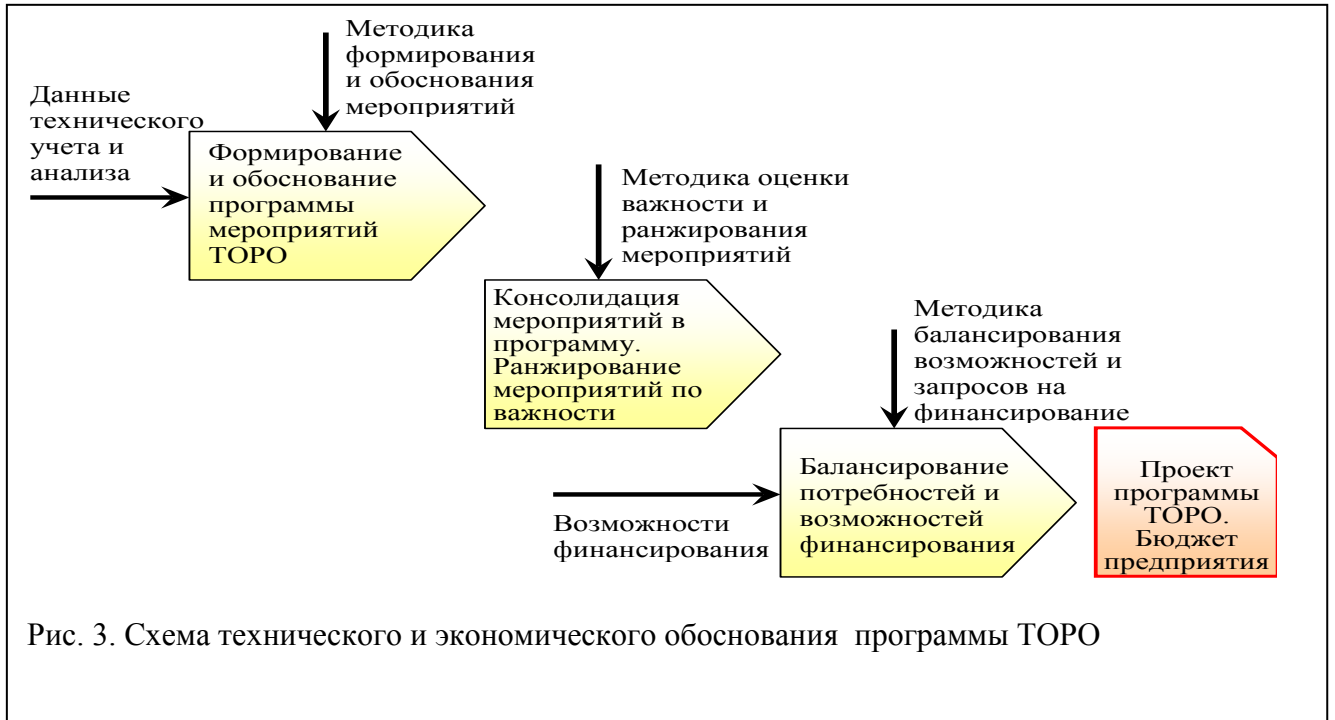 Методика
формирования
и обоснования
мероприятий
Данные
технического
учета и
анализа
Формирование
и обоснование
программы
мероприятий
ТОРО
Методика оценки
важности и
ранжирования
мероприятий
Консолидация
мероприятий в
программу.
Ранжирование
мероприятий по
важности
Методика
балансирования
возможностей и
запросов на
финансирование
Возможности
финансирования
Балансирование
потребностей и
возможностей
финансирования
Проект
программы
ТОРО.
Бюджет
предприятия
Рис. 3. Схема технического и экономического обоснования программы ТОРО